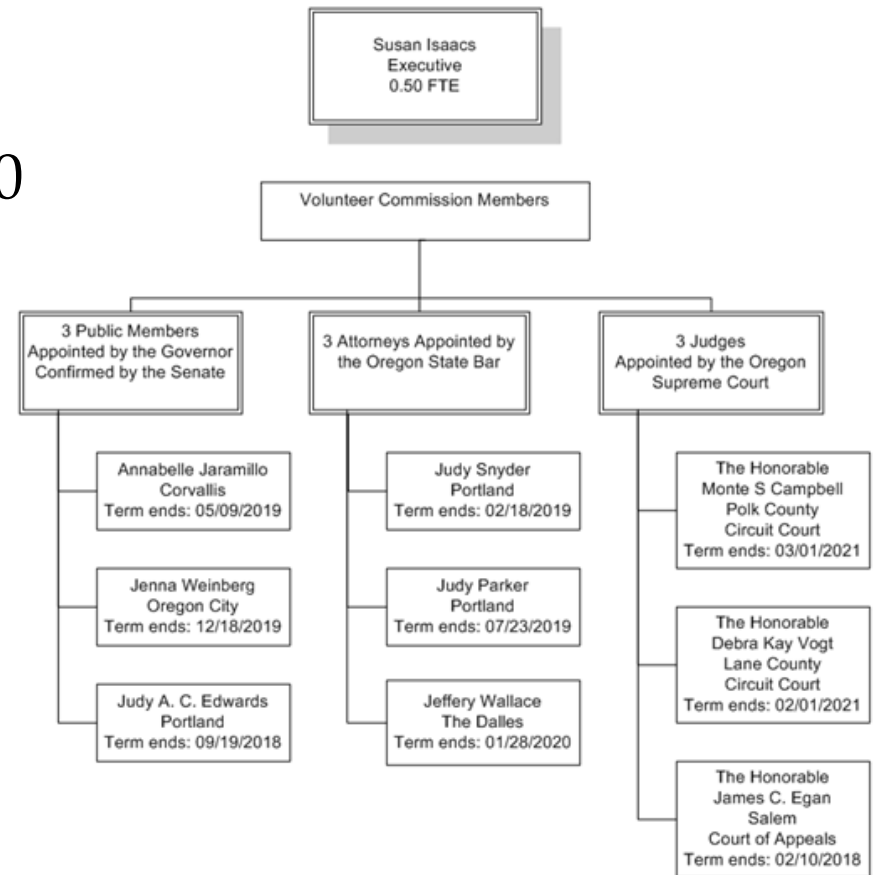 Susan Isaacs
Executive
0.50 FTE
0
Volunteer Commission Members
3 Public Members
Appointed by the Governor
Confirmed by the Senate
3 Attorneys Appointed by
the Oregon State Bar
3 Judges
Appointed by the Oregon
Supreme Court
Annabelle Jaramillo
Corvallis
Term ends: 05/09/2019
Jenna Weinberg
Oregon City
Term ends: 12/18/2019
Judy A. C. Edwards
Portland
Term ends: 09/19/2018
Judy Snyder
Portland
Term ends: 02/18/2019
Judy Parker
Portland
Term ends: 07/23/2019
Jeffery Wallace
The Dalles
Term ends: 01/28/2020
The Honorable
Monte S Campbell
Polk County
Circuit Court
Term ends: 03/01/2021
The Honorable
Debra Kay Vogt
Lane County
Circuit Court
Term ends: 02/01/2021
The Honorable
James C. Egan
Salem
Court of Appeals
Term ends: 02/10/2018